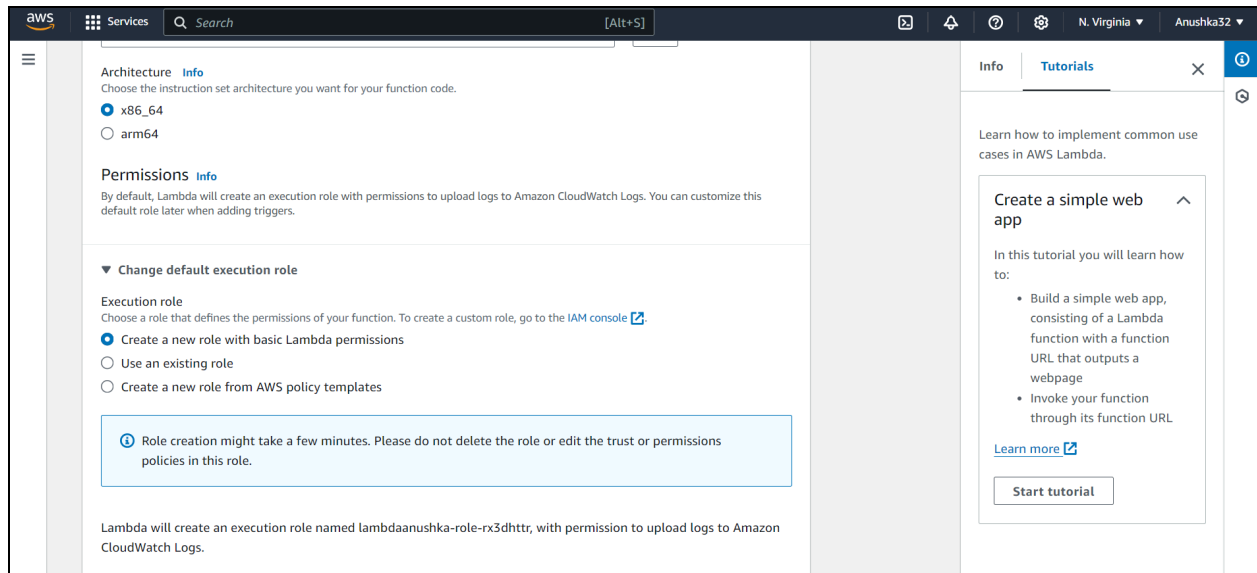 aws
Services
Search
[Alt+S]
N. Virginia
Anushka32
Architecture Info
Choose the instruction set architecture you want for your function code.
x86_64
arm64
Permissions Info
By default, Lambda will create an execution role with permissions to upload logs to Amazon CloudWatch Logs. You can customize this
default role later when adding triggers.
Change default execution role
Execution role
Choose a role that defines the permissions of your function. To create a custom role, go to the IAM console.
Create a new role with basic Lambda permissions
Use an existing role
Create a new role from AWS policy templates
Role creation might take a few minutes. Please do not delete the role or edit the trust or permissions
policies in this role.
Lambda will create an execution role named lambdaanushka-role-rx3dhttr, with permission to upload logs to Amazon
CloudWatch Logs.
Info
Tutorials
Learn how to implement common use
cases in AWS Lambda.
Create a simple web
app
In this tutorial you will learn how
to:
• Build a simple web app,
consisting of a Lambda
function with a function
URL that outputs a
webpage
• Invoke your function
through its function URL
Learn more
Start tutorial